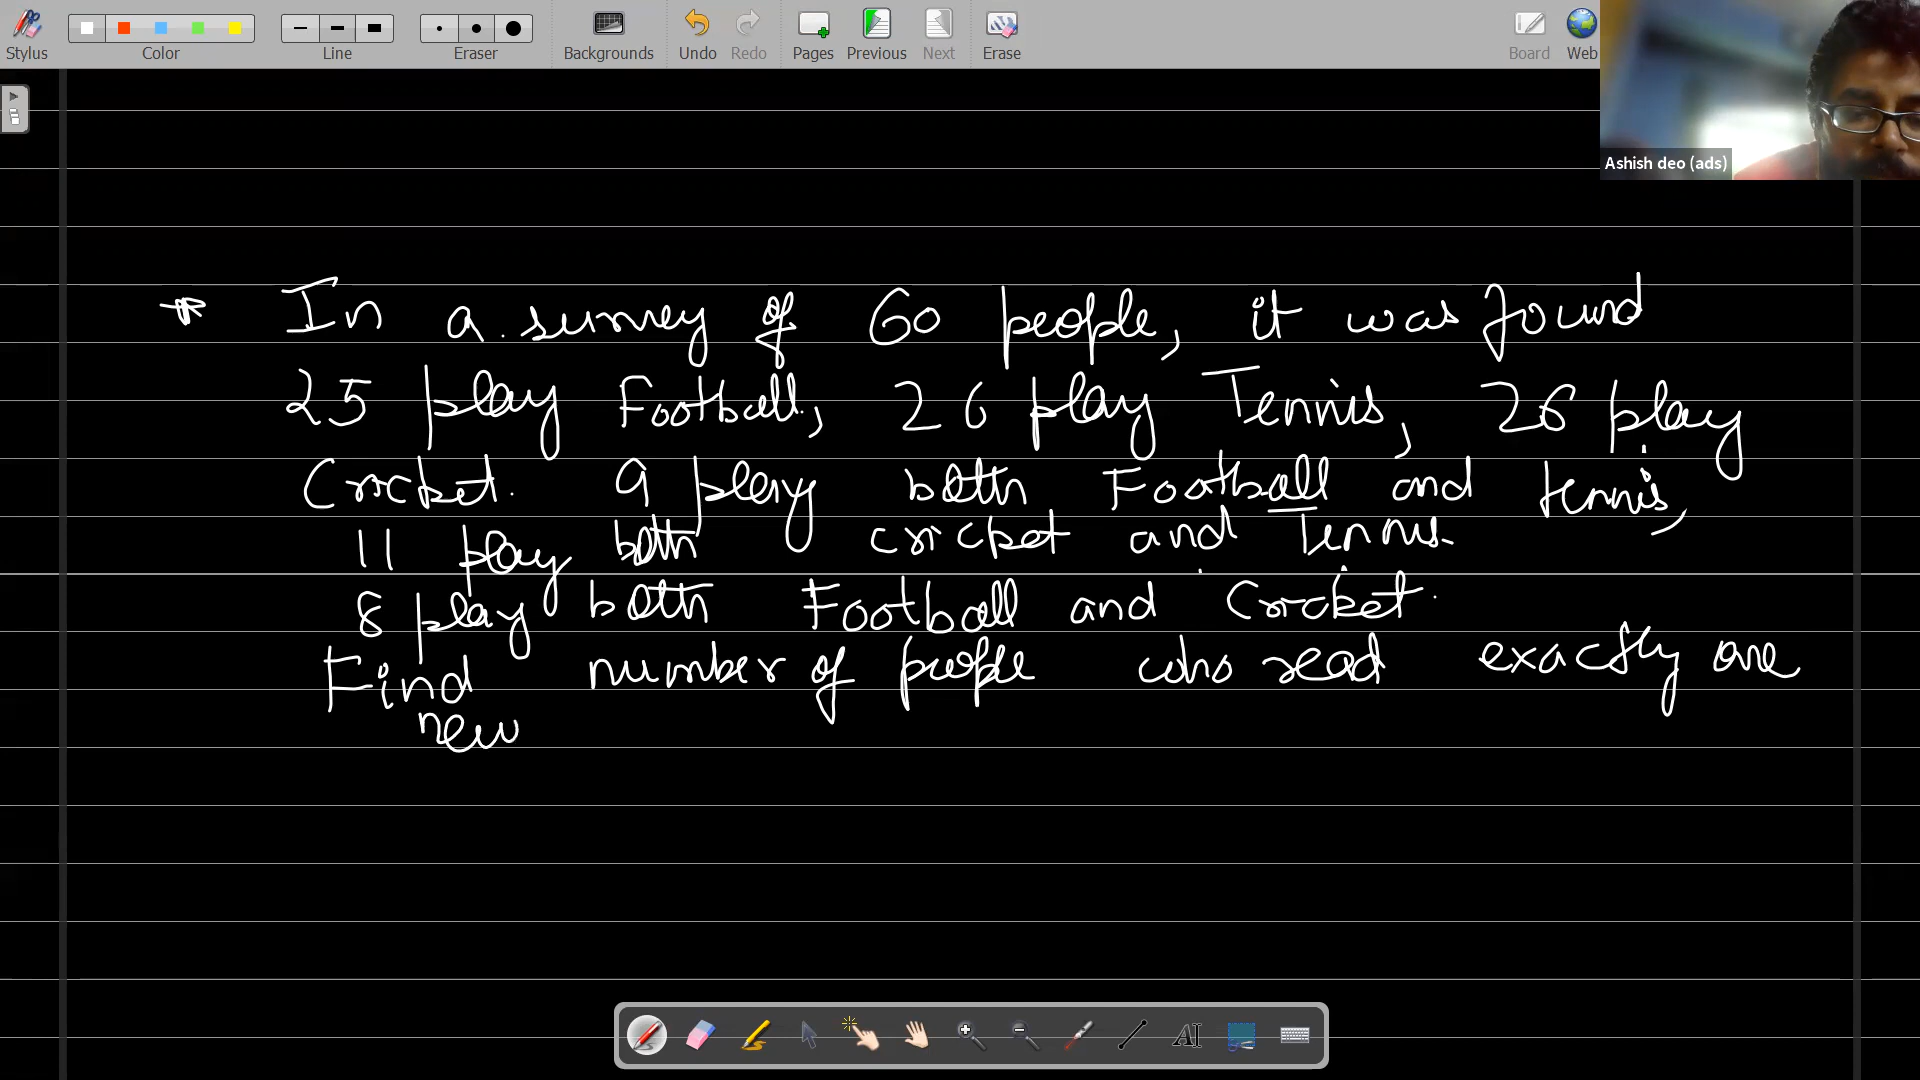 Stylus Color Line Eraser Backgrounds Undo Redo Pages Previous Next Erase Board Web
Ashish deo (ads)
* In a survey of 60 people, it was found
25 play Football, 26 play Tennis, 26 play
Cricket. 9 play both Football and tennis,
11 play both cricket and Tennis.
8 play both Football and Cricket.
Find number of people who read exactly one
new
AI